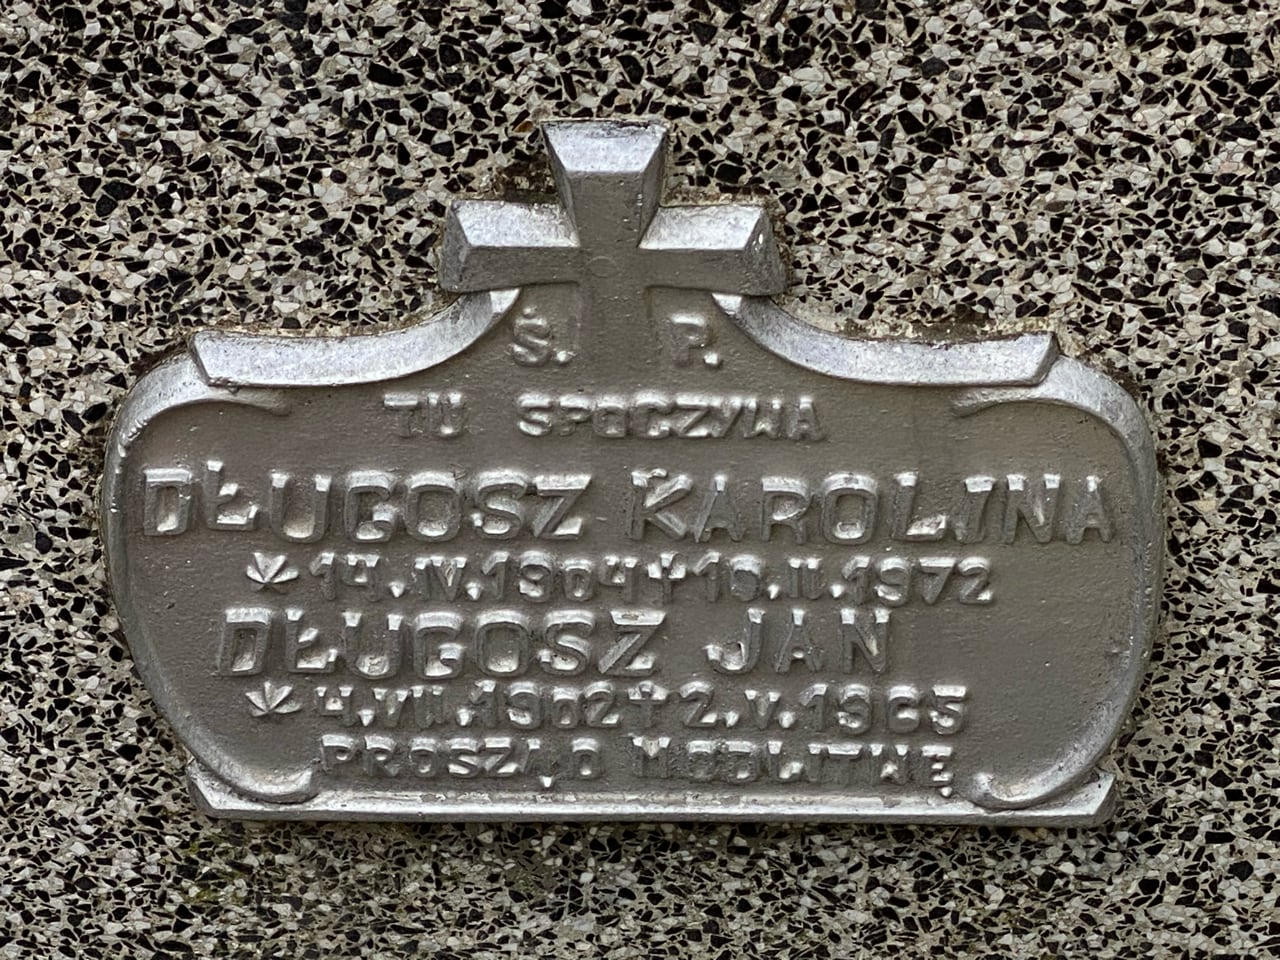 Ś. P.
TU SPOCZYWA
DŁUGOSZ KAROLINA
* 14.IV.1904 † 10.II.1972
DŁUGOSZ JAN
* 4.VII.1902 † 2.V.1965
PROSZĄ O MODLITWĘ